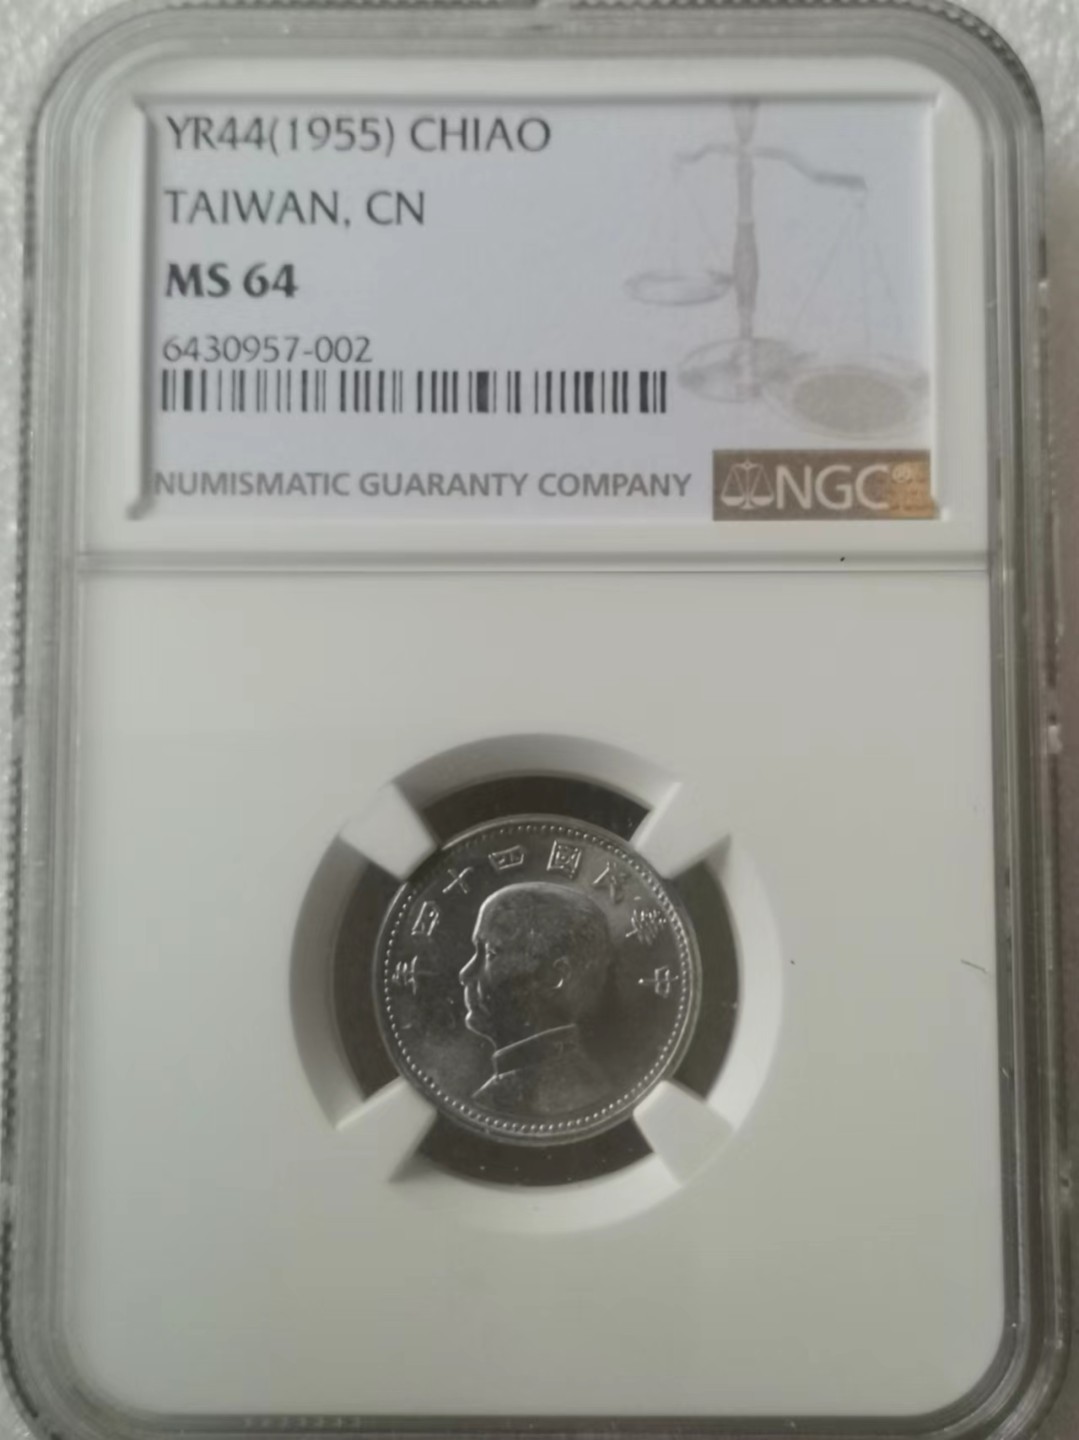 YR44(1955) CHIAO
TAIWAN, CN
MS 64
6430957-002
NUMISMATIC GUARANTY COMPANY NGC®
中華民國四十四年